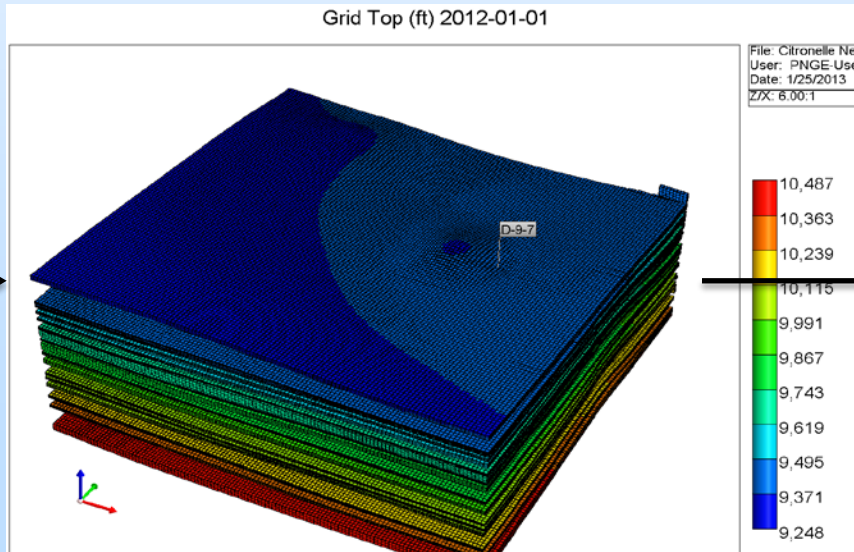 Grid Top (ft) 2012-01-01
File: Citronelle Ne
User: PNGE-Use
Date: 1/25/2013
Z/X: 6.00:1
D-9-7
10,487
10,363
10,239
10,115
9,991
9,867
9,743
9,619
9,495
9,371
9,248